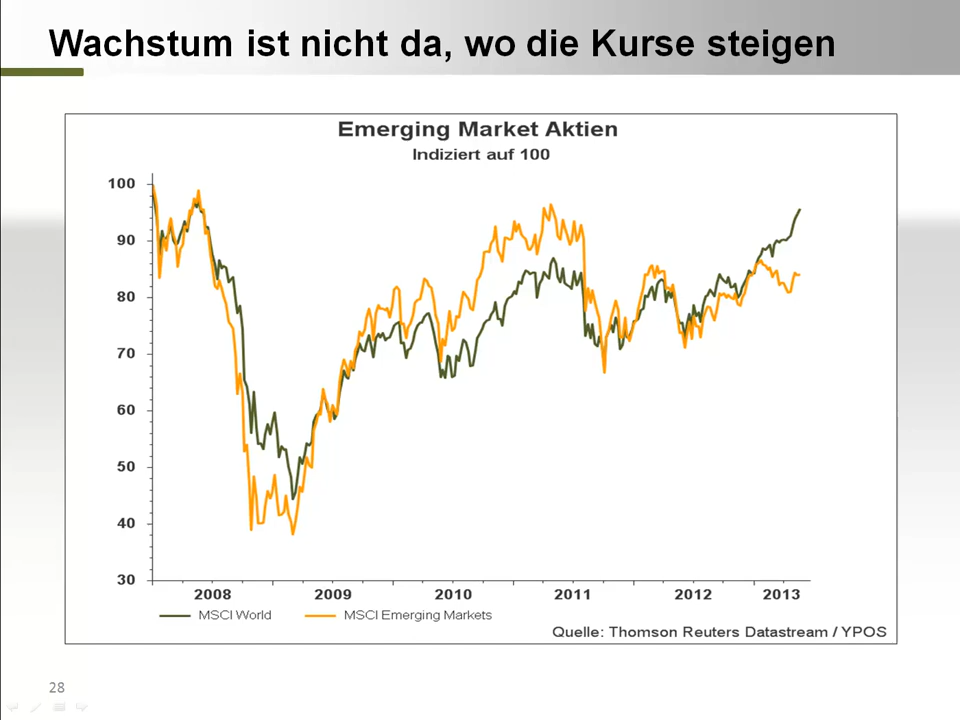 Wachstum ist nicht da, wo die Kurse steigen
Emerging Market Aktien
Indiziert auf 100
100
90
80
70
60
50
40
30
2008 2009 2010 2011 2012 2013
MSCI World MSCI Emerging Markets
Quelle: Thomson Reuters Datastream / YPOS
28